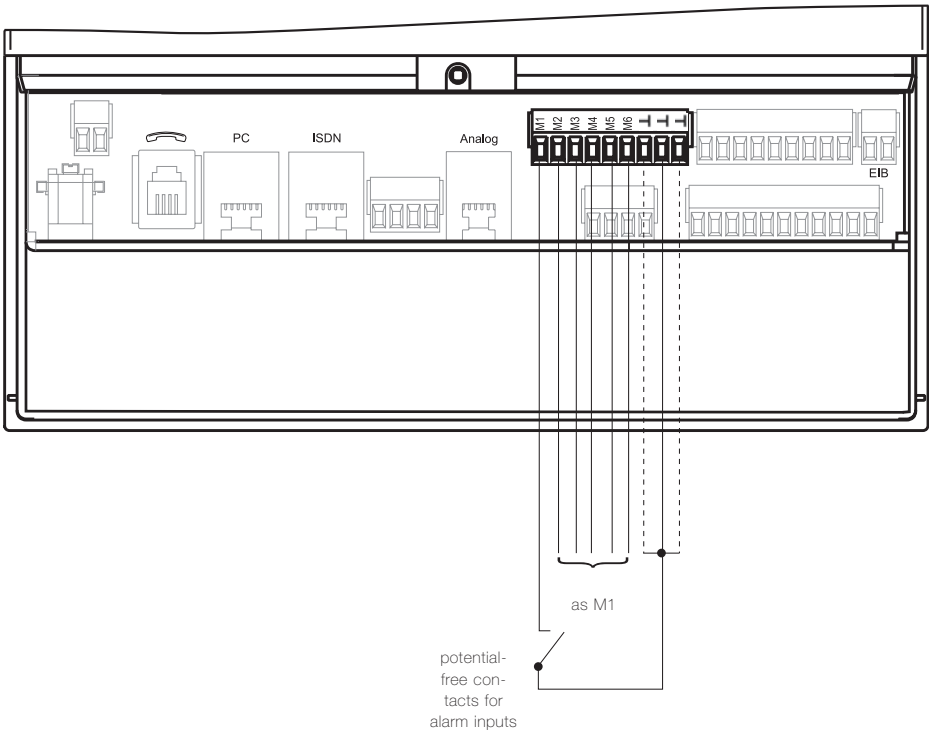 M1 M2 M3 M4 M5 M6
PC
ISDN
Analog
EIB
as M1
potential-
free con-
tacts for
alarm inputs